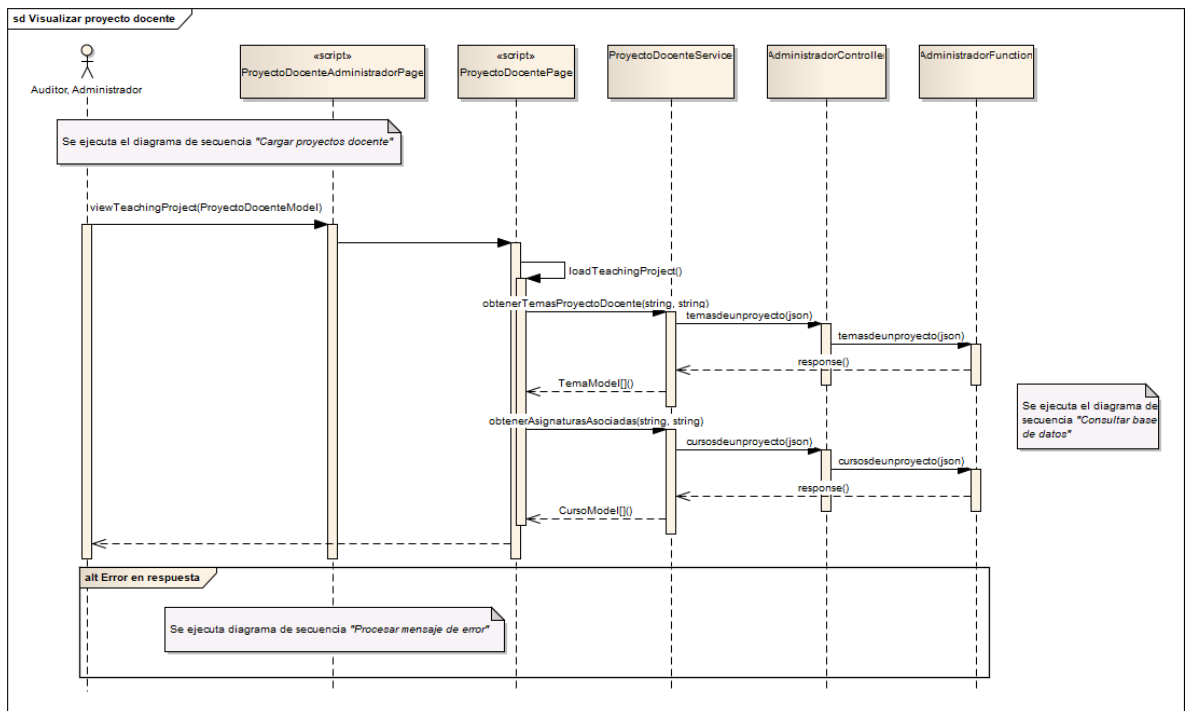 sd Visualizar proyecto docente
Auditor, Administrador
«script»
ProyectoDocenteAdministradorPage
«script»
ProyectoDocentePage
ProyectoDocenteService
AdministradorControlle
AdministradorFunction
Se ejecuta el diagrama de secuencia "Cargar proyectos docente"
viewTeachingProject(ProyectoDocenteModel)
loadTeachingProject()
obtenerTemasProyectoDocente(string, string)
temasdeunproyecto(json)
temasdeunproyecto(json)
response()
TemaModel[]()
Se ejecuta el diagrama de
secuencia "Consultar base
de datos"
obtenerAsignaturasAsociadas(string, string)
cursosdeunproyecto(json)
cursosdeunproyecto(json)
response()
CursoModel[]()
alt Error en respuesta
Se ejecuta diagrama de secuencia "Procesar mensaje de error"